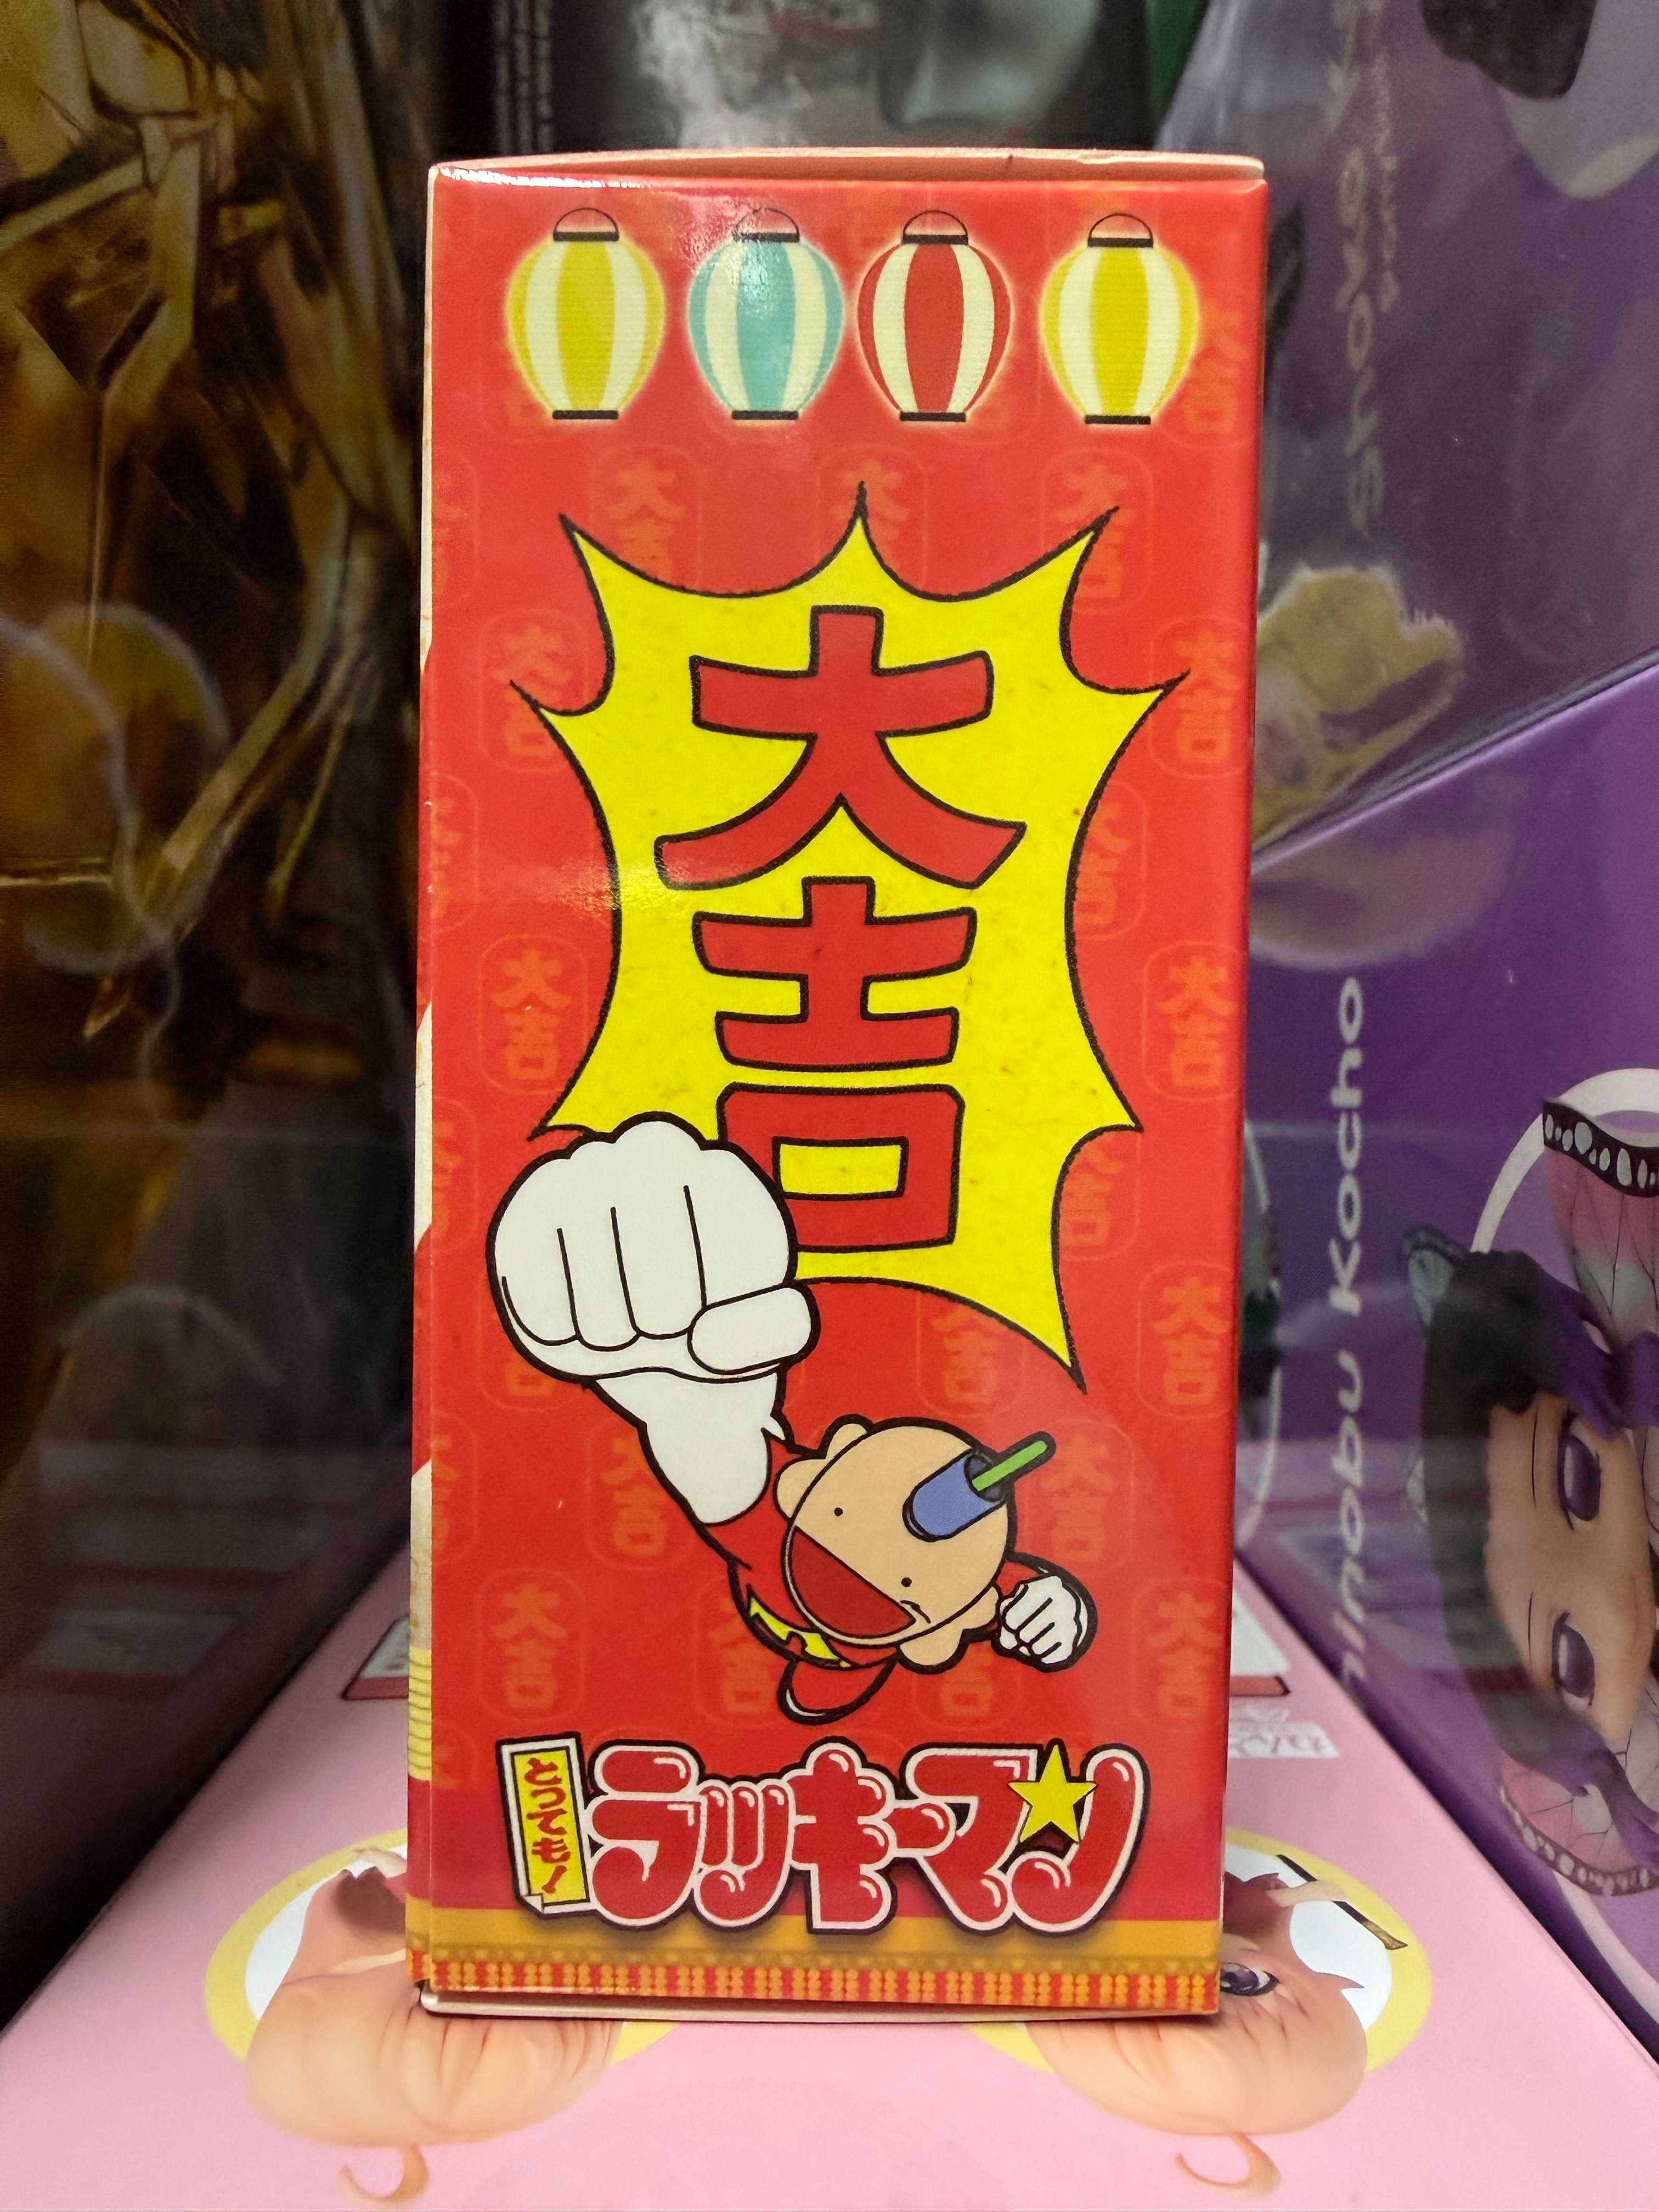 大吉
とっても!
ラッキーマン
Shinobu Kocho